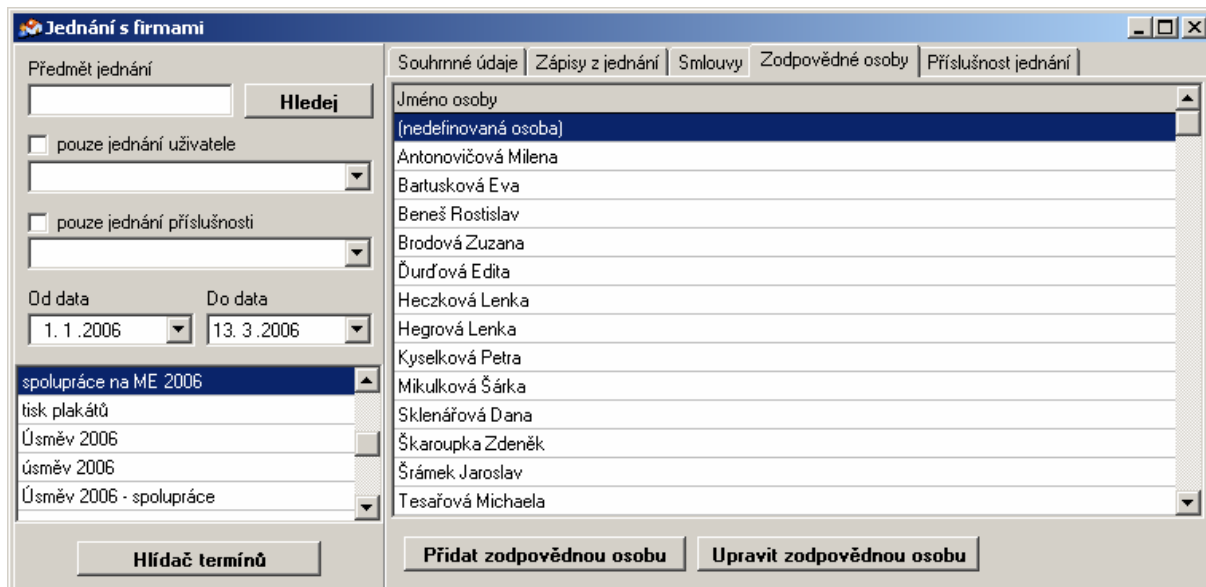 Jednání s firmami
Předmět jednání
Hledej
pouze jednání uživatele
pouze jednání příslušnosti
Od data
Do data
1. 1 .2006
13. 3 .2006
spolupráce na ME 2006
tisk plakátů
Úsměv 2006
úsměv 2006
Úsměv 2006 - spolupráce
Hlídač termínů
Souhrnné údaje
Zápisy z jednání
Smlouvy
Zodpovědné osoby
Příslušnost jednání
Jméno osoby
(nedefinovaná osoba)
Antonovičová Milena
Bartusková Eva
Beneš Rostislav
Brodová Zuzana
Ďurďová Edita
Heczková Lenka
Hegrová Lenka
Kyselková Petra
Mikulková Šárka
Sklenářová Dana
Škaroupka Zdeněk
Šrámek Jaroslav
Tesařová Michaela
Přidat zodpovědnou osobu
Upravit zodpovědnou osobu